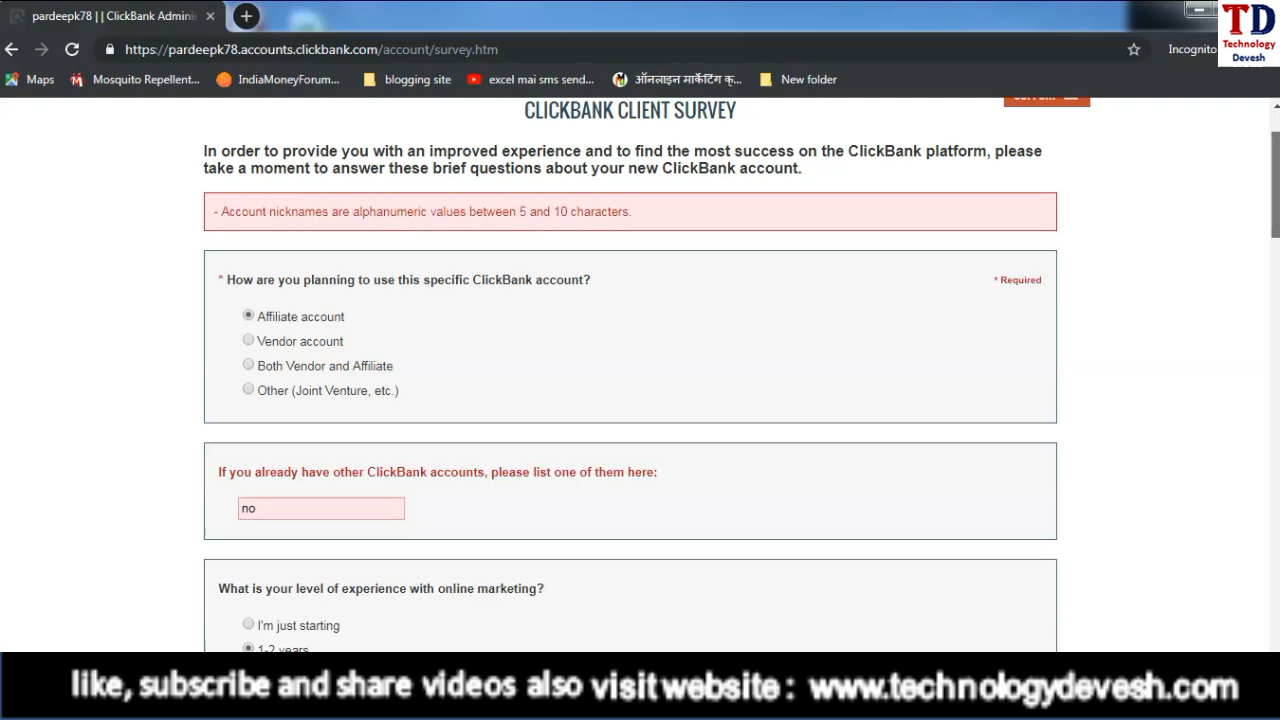 pardeepk78 | | ClickBank Adminis
TD
Technology
Devesh
https://pardeepk78.accounts.clickbank.com/account/survey.htm
Incognito
Maps
Mosquito Repellent...
IndiaMoneyForum...
blogging site
excel mai sms send...
ऑनलाइन मार्केटिंग क्...
New folder
CLICKBANK CLIENT SURVEY
In order to provide you with an improved experience and to find the most success on the ClickBank platform, please
take a moment to answer these brief questions about your new ClickBank account.
- Account nicknames are alphanumeric values between 5 and 10 characters.
* How are you planning to use this specific ClickBank account?
* Required
Affiliate account
Vendor account
Both Vendor and Affiliate
Other (Joint Venture, etc.)
If you already have other ClickBank accounts, please list one of them here:
no
What is your level of experience with online marketing?
I'm just starting
1-2 years
like, subscribe and share videos also visit website : www.technologydevesh.com